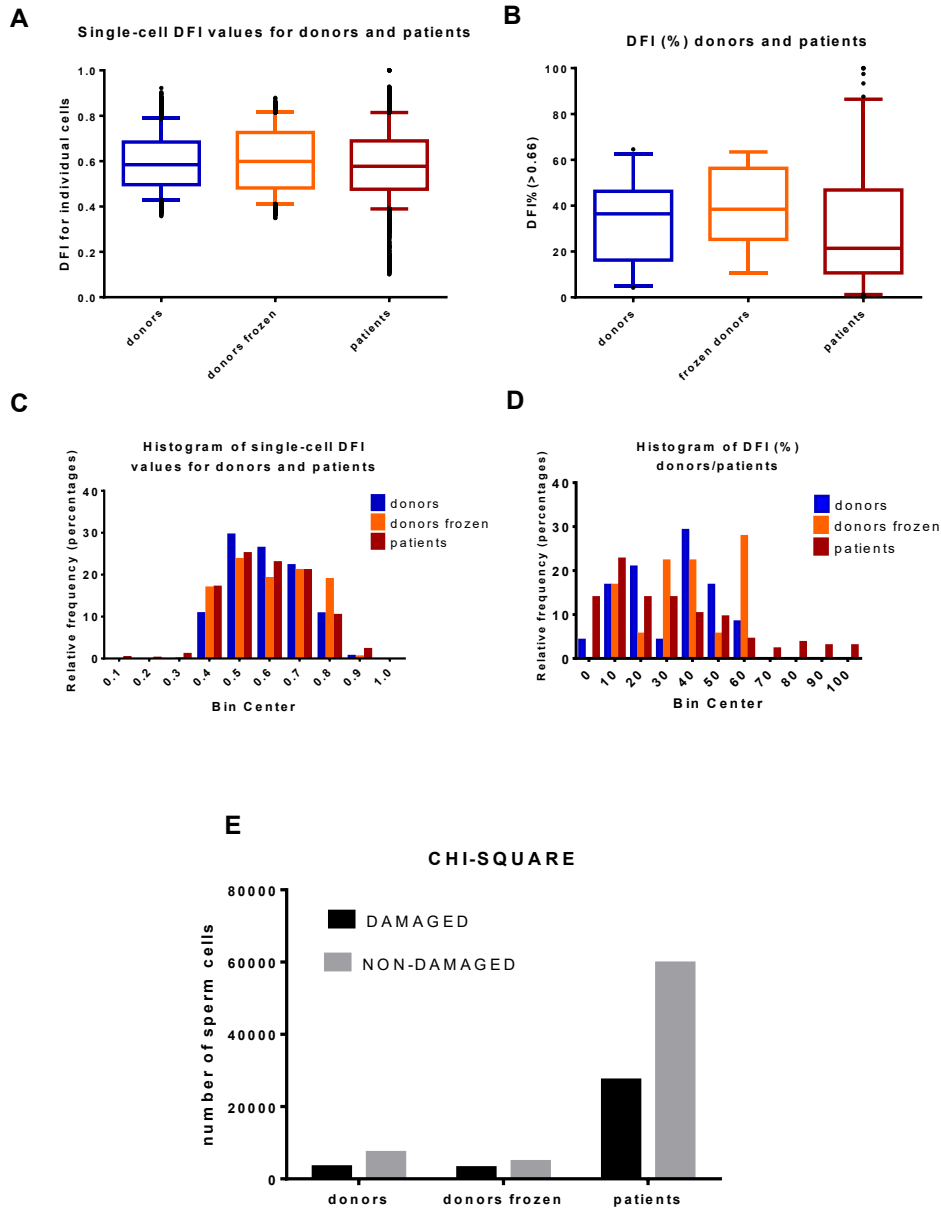 A
Single-cell DFI values for donors and patients
DFI for individual cells
1.0
0.8
0.6
0.4
0.2
0.0
donors
donors frozen
patients
B
DFI (%) donors and patients
DFI% (>0.66)
100
80
60
40
20
0
donors
frozen donors
patients
C
Histogram of single-cell DFI
values for donors and patients
Relative frequency (percentages)
40
30
20
10
0
donors
donors frozen
patients
0.1
0.2
0.3
0.4
0.5
0.6
0.7
0.8
0.9
1.0
Bin Center
D
Histogram of DFI (%)
donors/patients
Relative frequency (percentages)
40
30
20
10
0
donors
donors frozen
patients
0
10
20
30
40
50
60
70
80
90
100
Bin Center
E
CHI-SQUARE
number of sperm cells
80000
60000
40000
20000
0
DAMAGED
NON-DAMAGED
donors
donors frozen
patients